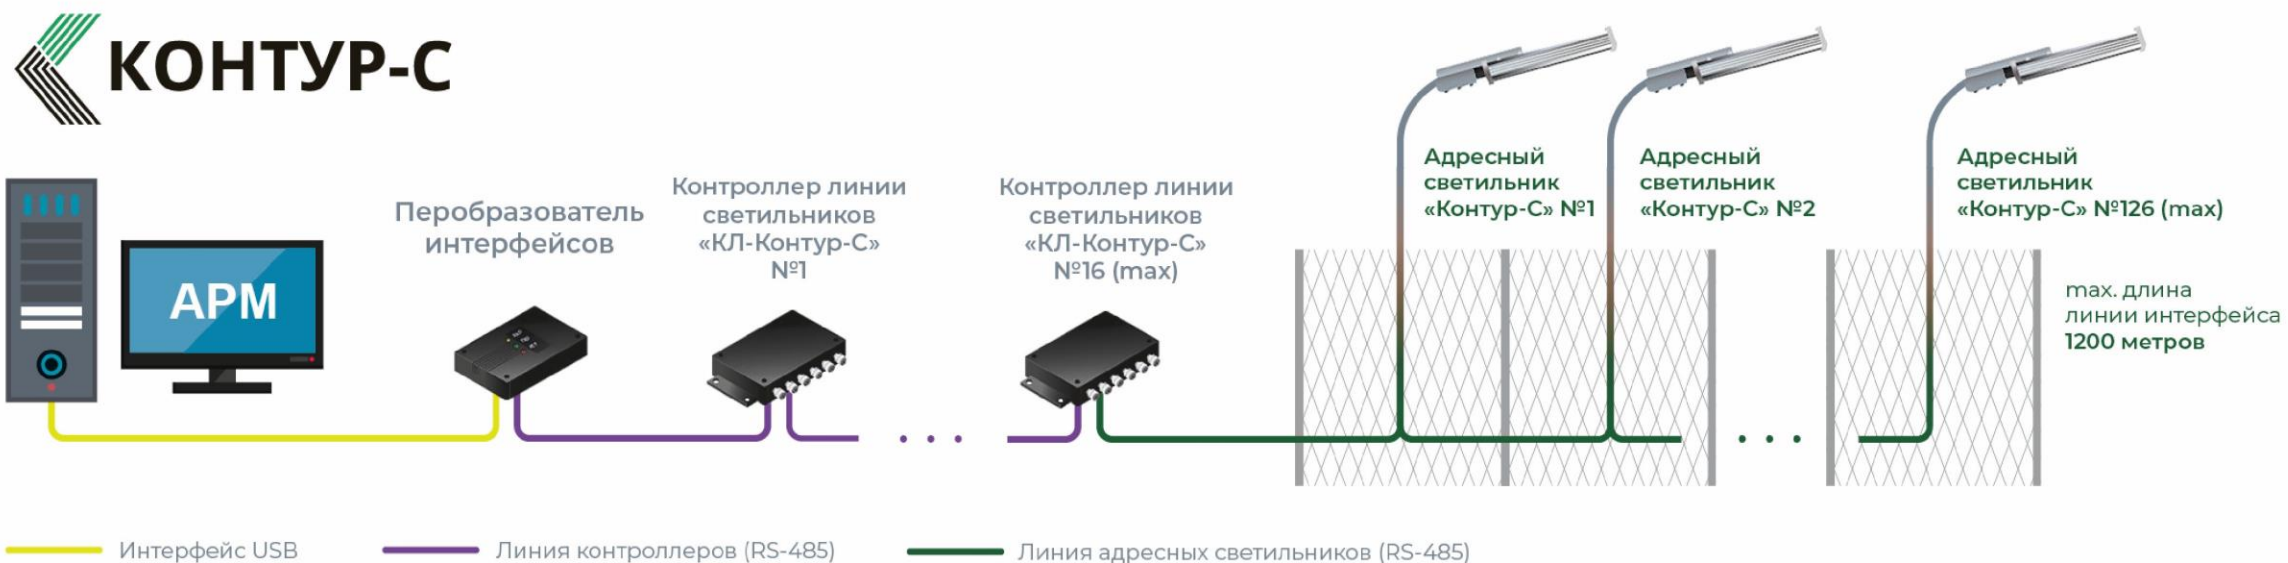 КОНТУР-С
АРМ
Перобразователь
интерфейсов
Контроллер линии
светильников
«КЛ-Контур-С»
№1
Контроллер линии
светильников
«КЛ-Контур-С»
№16 (max)
Адресный
светильник
«Контур-С» №1
Адресный
светильник
«Контур-С» №2
Адресный
светильник
«Контур-С» №126 (max)
max. длина
линии интерфейса
1200 метров
Интерфейс USB
Линия контроллеров (RS-485)
Линия адресных светильников (RS-485)